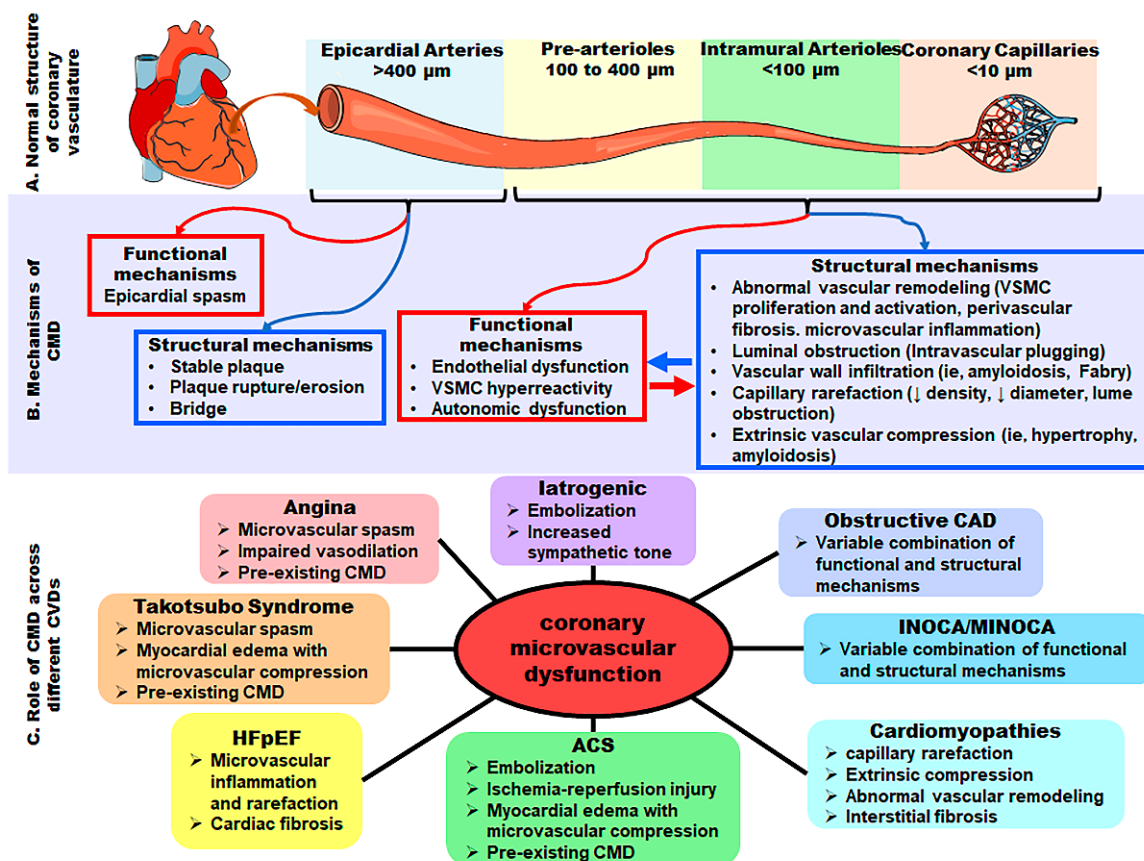 A. Normal structure
of coronary
vasculature
Epicardial Arteries
>400 µm
Pre-arterioles
100 to 400 µm
Intramural Arterioles
<100 µm
Coronary Capillaries
<10 µm
B. Mechanisms of
CMD
Functional
mechanisms
Epicardial spasm
Structural mechanisms
• Stable plaque
• Plaque rupture/erosion
• Bridge
Functional
mechanisms
• Endothelial dysfunction
• VSMC hyperreactivity
• Autonomic dysfunction
Structural mechanisms
• Abnormal vascular remodeling (VSMC
proliferation and activation, perivascular
fibrosis. microvascular inflammation)
• Luminal obstruction (Intravascular plugging)
• Vascular wall infiltration (ie, amyloidosis, Fabry)
• Capillary rarefaction (↓ density, ↓ diameter, lume
obstruction)
• Extrinsic vascular compression (ie, hypertrophy,
amyloidosis)
C. Role of CMD across
different CVDs
Angina
➢ Microvascular spasm
➢ Impaired vasodilation
➢ Pre-existing CMD
Iatrogenic
➢ Embolization
➢ Increased
sympathetic tone
Obstructive CAD
➢ Variable combination of
functional and structural
mechanisms
Takotsubo Syndrome
➢ Microvascular spasm
➢ Myocardial edema with
microvascular compression
➢ Pre-existing CMD
coronary
microvascular
dysfunction
INOCA/MINOCA
➢ Variable combination of functional
and structural mechanisms
HFpEF
➢ Microvascular
inflammation
and rarefaction
➢ Cardiac fibrosis
ACS
➢ Embolization
➢ Ischemia-reperfusion injury
➢ Myocardial edema with
microvascular compression
➢ Pre-existing CMD
Cardiomyopathies
➢ capillary rarefaction
➢ Extrinsic compression
➢ Abnormal vascular remodeling
➢ Interstitial fibrosis